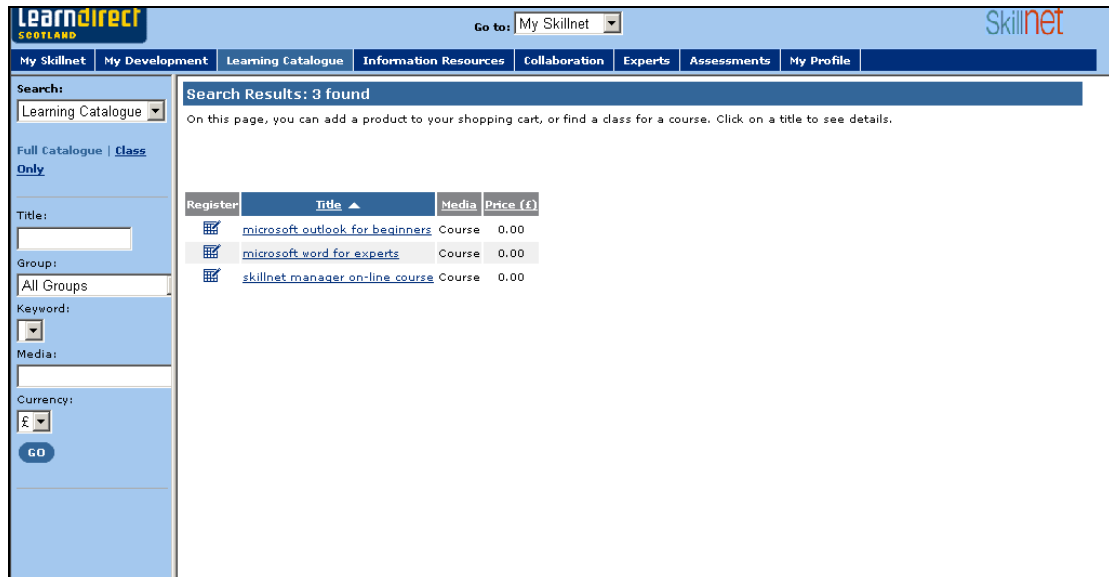 Learndirect
SCOTLAND
Go to: My Skillnet
Skillnet
My Skillnet My Development Learning Catalogue Information Resources Collaboration Experts Assessments My Profile
Search:
Learning Catalogue
Full Catalogue | Class
Only
Title:
Group:
All Groups
Keyword:
Media:
Currency:
£
GO
Search Results: 3 found
On this page, you can add a product to your shopping cart, or find a class for a course. Click on a title to see details.
Register Title Media Price (£)
microsoft outlook for beginners Course 0.00
microsoft word for experts Course 0.00
skillnet manager on-line course Course 0.00